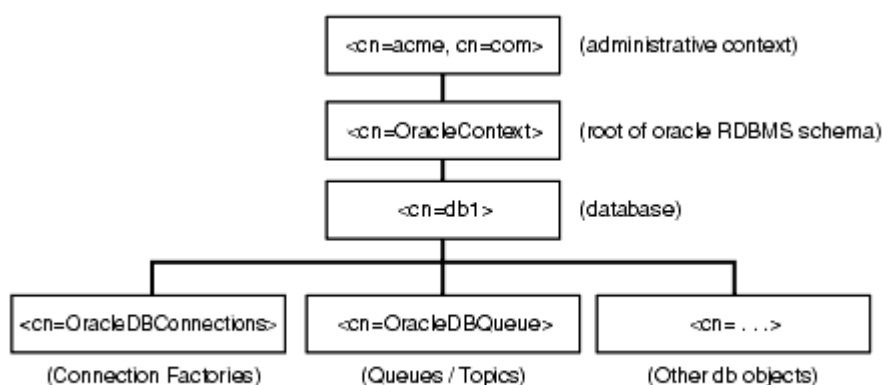 <cn=acme, cn=com> (administrative context)
<cn=OracleContext> (root of oracle RDBMS schema)
<cn=db1> (database)
<cn=OracleDBConnections> <cn=OracleDBQueue> <cn= . . .>
(Connection Factories) (Queues / Topics) (Other db objects)